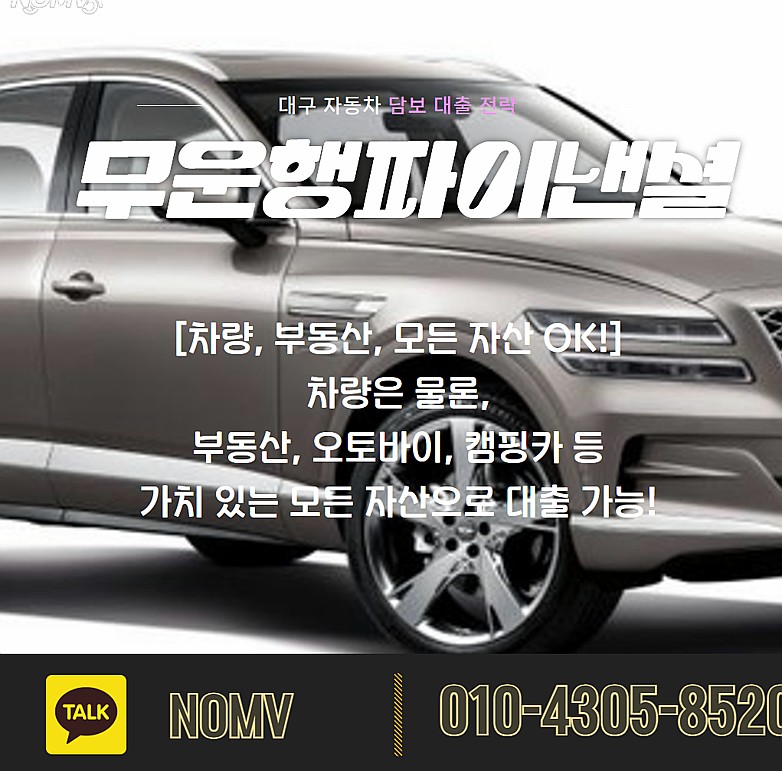 NOMV
대구 자동차 담보 대출 전략
무운행파이낸셜
[차량, 부동산, 모든 자산 OK!]
차량은 물론,
부동산, 오토바이, 캠핑카 등
가치 있는 모든 자산으로 대출 가능!
TALK
NOMV
010-4305-8520